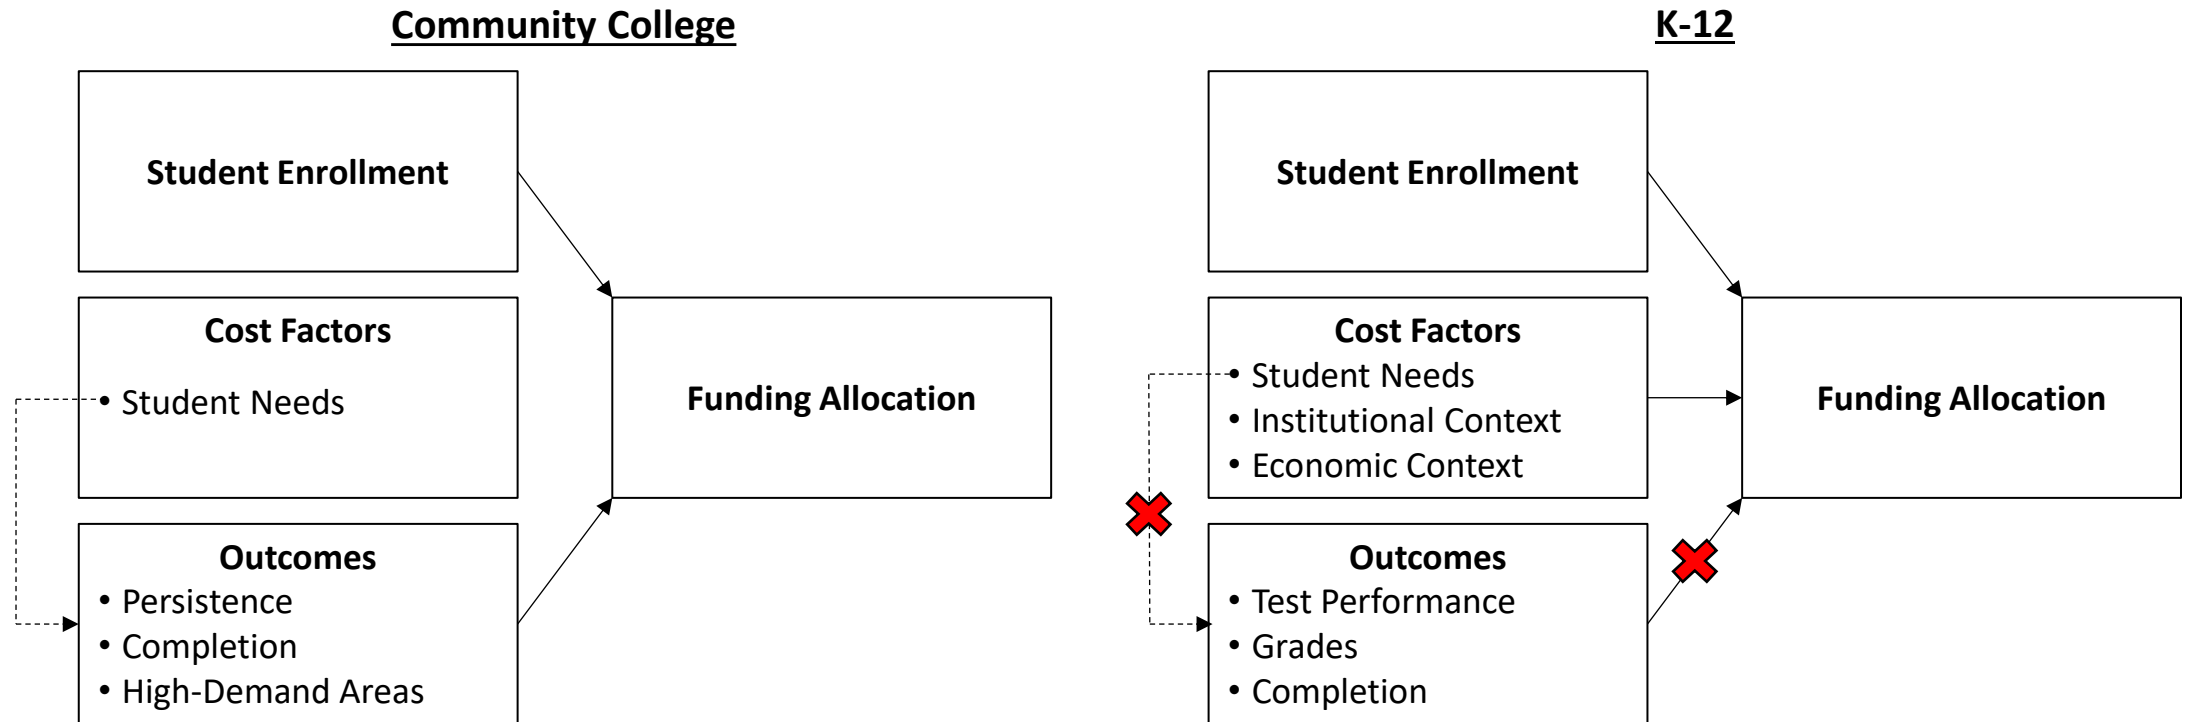 Community College
Student Enrollment
Cost Factors
• Student Needs
Outcomes
• Persistence
• Completion
• High-Demand Areas
Funding Allocation
K-12
Student Enrollment
Cost Factors
• Student Needs
• Institutional Context
• Economic Context
Outcomes
• Test Performance
• Grades
• Completion
Funding Allocation